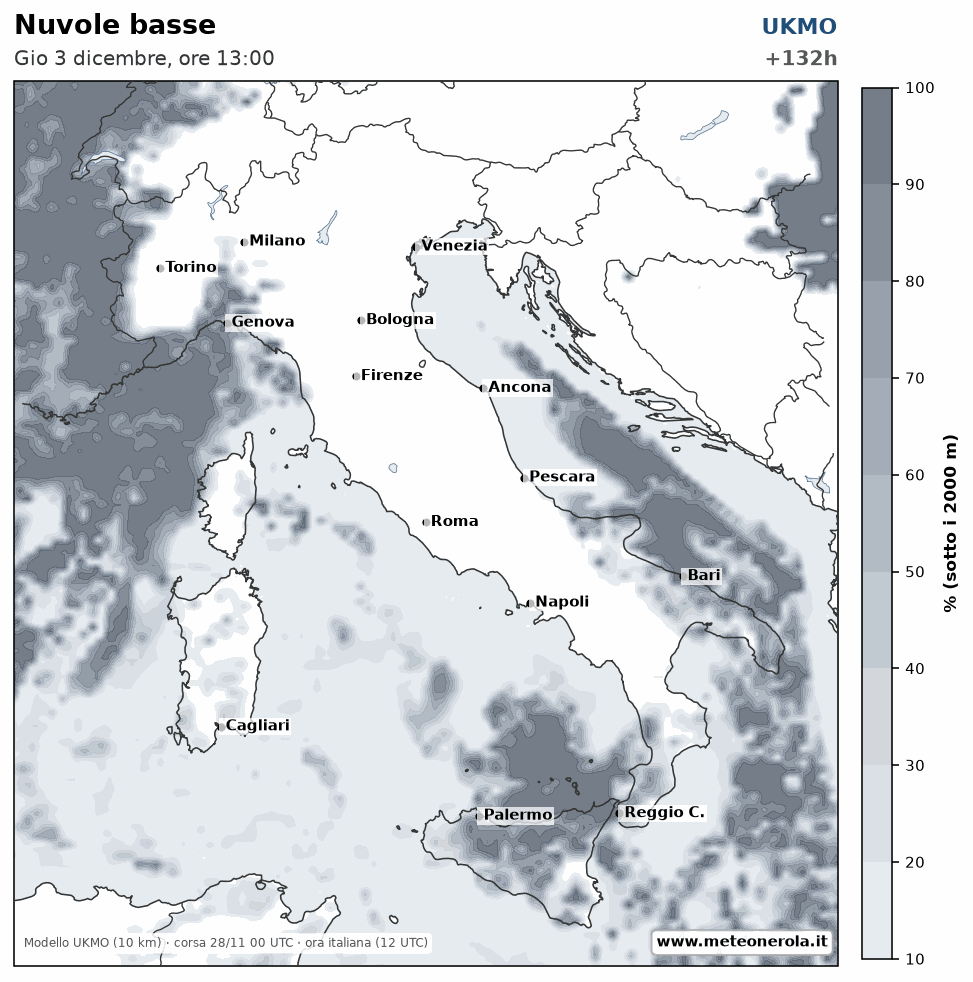 Nuvole basse
UKMO
Gio 3 dicembre, ore 13:00
+132h
Milano
Venezia
Torino
Genova
Bologna
Firenze
Ancona
Pescara
Roma
Bari
Napoli
Cagliari
Palermo
Reggio C.
Modello UKMO (10 km) · corsa 28/11 00 UTC · ora italiana (12 UTC)
www.meteonerola.it
100
90
80
70
60
50
40
30
20
10
% (sotto i 2000 m)